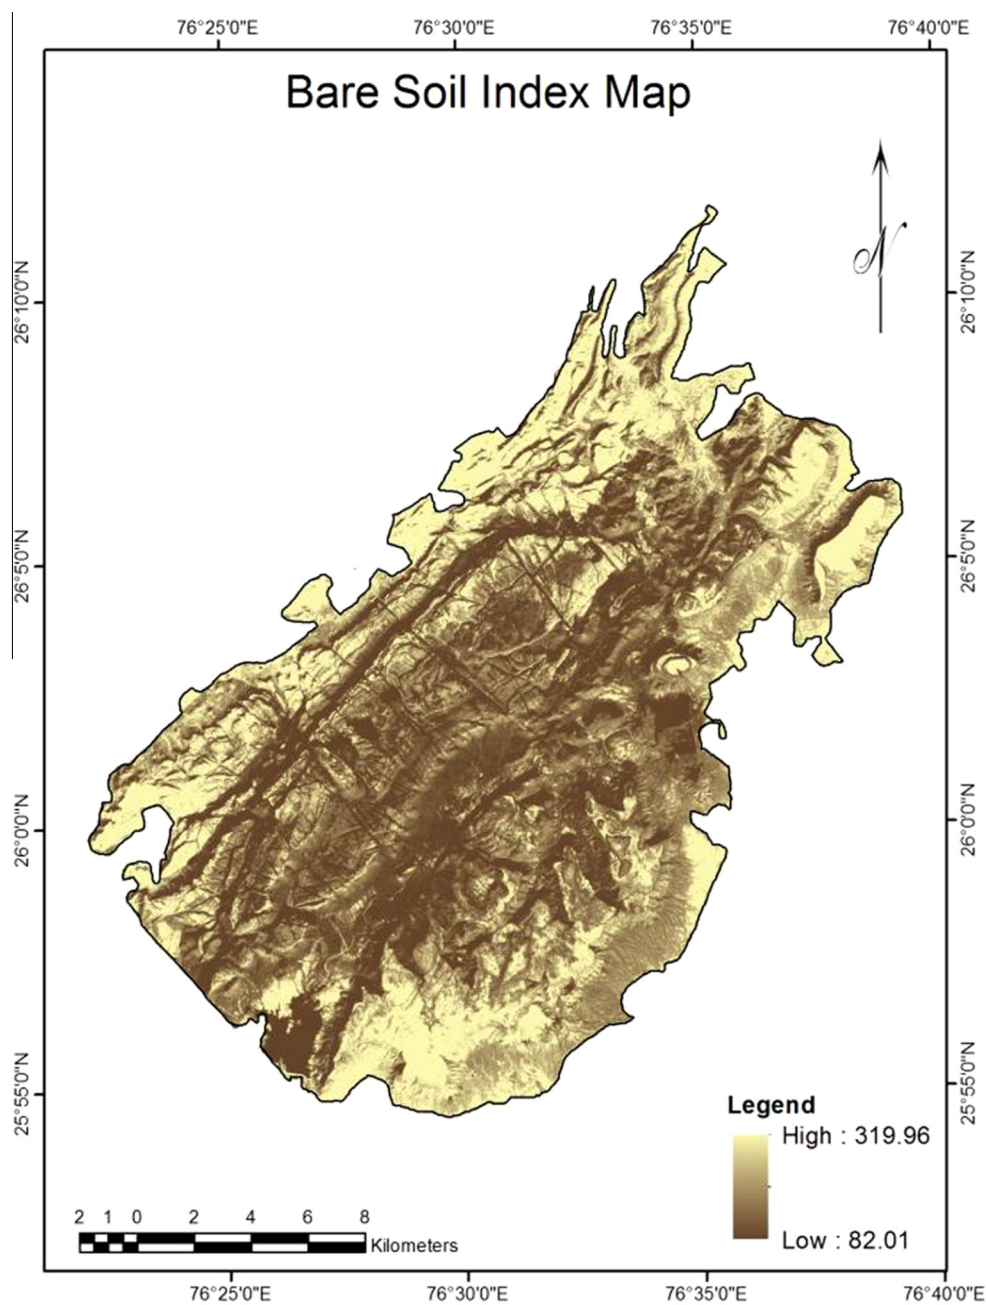 76°25'0"E 76°30'0"E 76°35'0"E 76°40'0"E
Bare Soil Index Map
N
26°10'0"N 26°10'0"N
26°5'0"N 26°5'0"N
26°0'0"N 26°0'0"N
25°55'0"N 25°55'0"N
Legend
High : 319.96
Low : 82.01
2 1 0 2 4 6 8
Kilometers
76°25'0"E 76°30'0"E 76°35'0"E 76°40'0"E